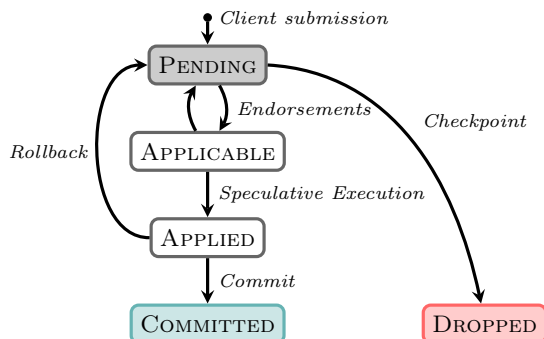 Client submission
PENDING
Endorsements
Checkpoint
Rollback
APPLICABLE
Speculative Execution
APPLIED
Commit
COMMITTED
DROPPED